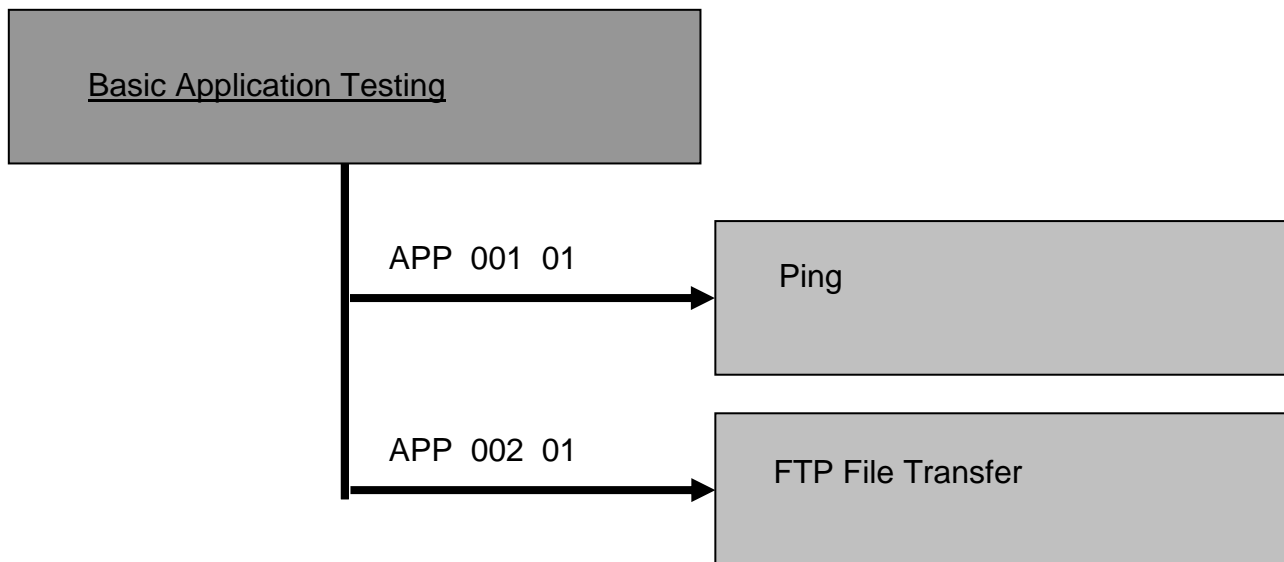 Basic Application Testing
APP 001 01
Ping
APP 002 01
FTP File Transfer